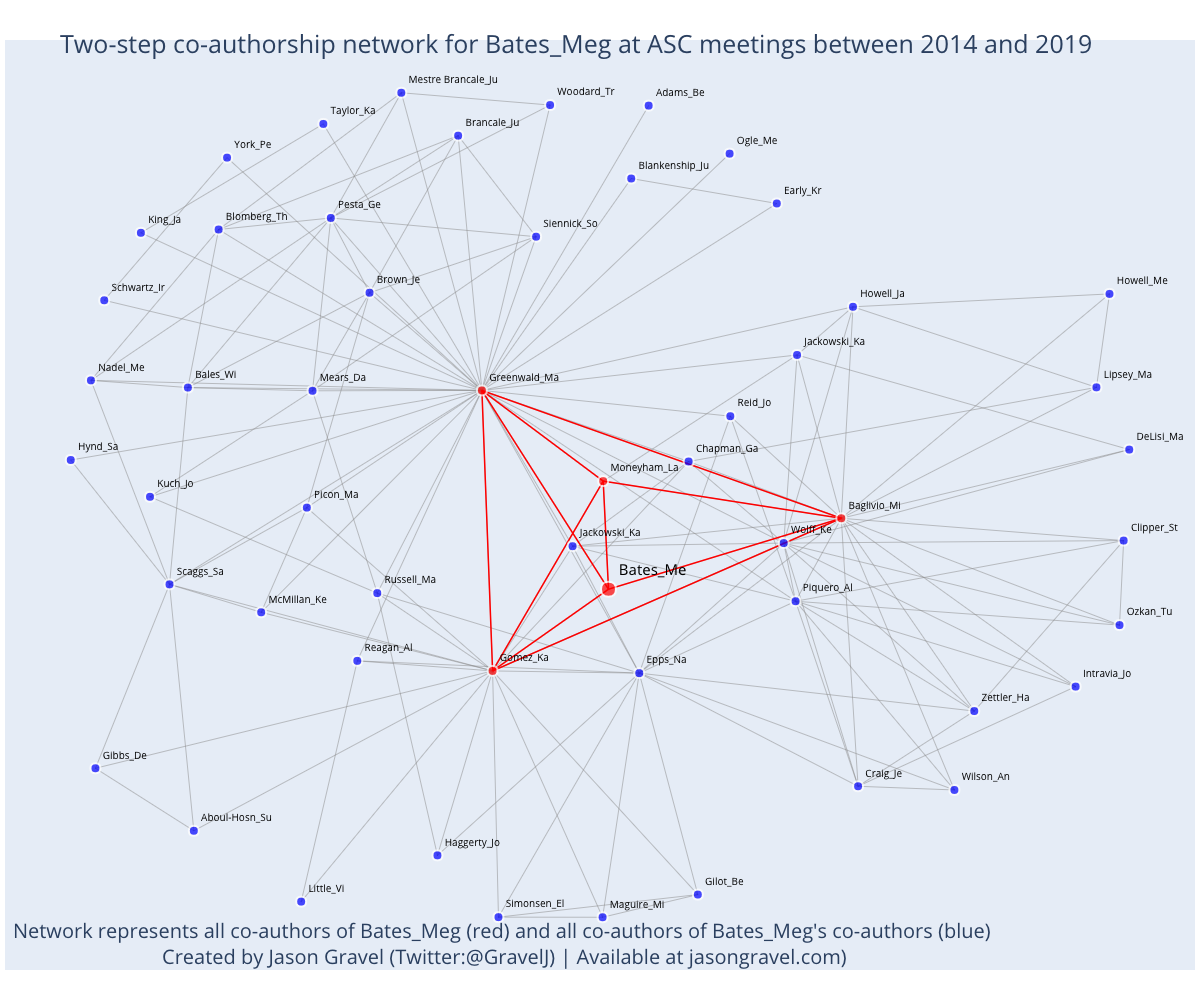 Two-step co-authorship network for Bates_Meg at ASC meetings between 2014 and 2019
Mestre Brancale_Ju
Woodard_Tr
Adams_Be
Taylor_Ka
Brancale_Ju
York_Pe
Ogle_Me
Blankenship_Ju
Early_Kr
Pesta_Ge
King_Ja
Blomberg_Th
Siennick_So
Brown_Je
Schwartz_Ir
Howell_Me
Howell_Ja
Jackowski_Ka
Nadel_Me
Bales_Wi
Mears_Da
Greenwald_Ma
Lipsey_Ma
Reid_Jo
DeLisi_Ma
Hynd_Sa
Chapman_Ga
Moneyham_La
Kuch_Jo
Picon_Ma
Baglivio_Mi
Jackowski_Ka
Wolff_Ke
Clipper_St
Scaggs_Sa
Bates_Me
Russell_Ma
McMillan_Ke
Piquero_Al
Ozkan_Tu
Reagan_Al
Gomez_Ka
Epps_Na
Intravia_Jo
Zettler_Ha
Gibbs_De
Craig_Je
Wilson_An
Aboul-Hosn_Su
Haggerty_Jo
Little_Vi
Gilot_Be
Simonsen_El
Maguire_Mi
Network represents all co-authors of Bates_Meg (red) and all co-authors of Bates_Meg's co-authors (blue)
Created by Jason Gravel (Twitter:@GravelJ) | Available at jasongravel.com)